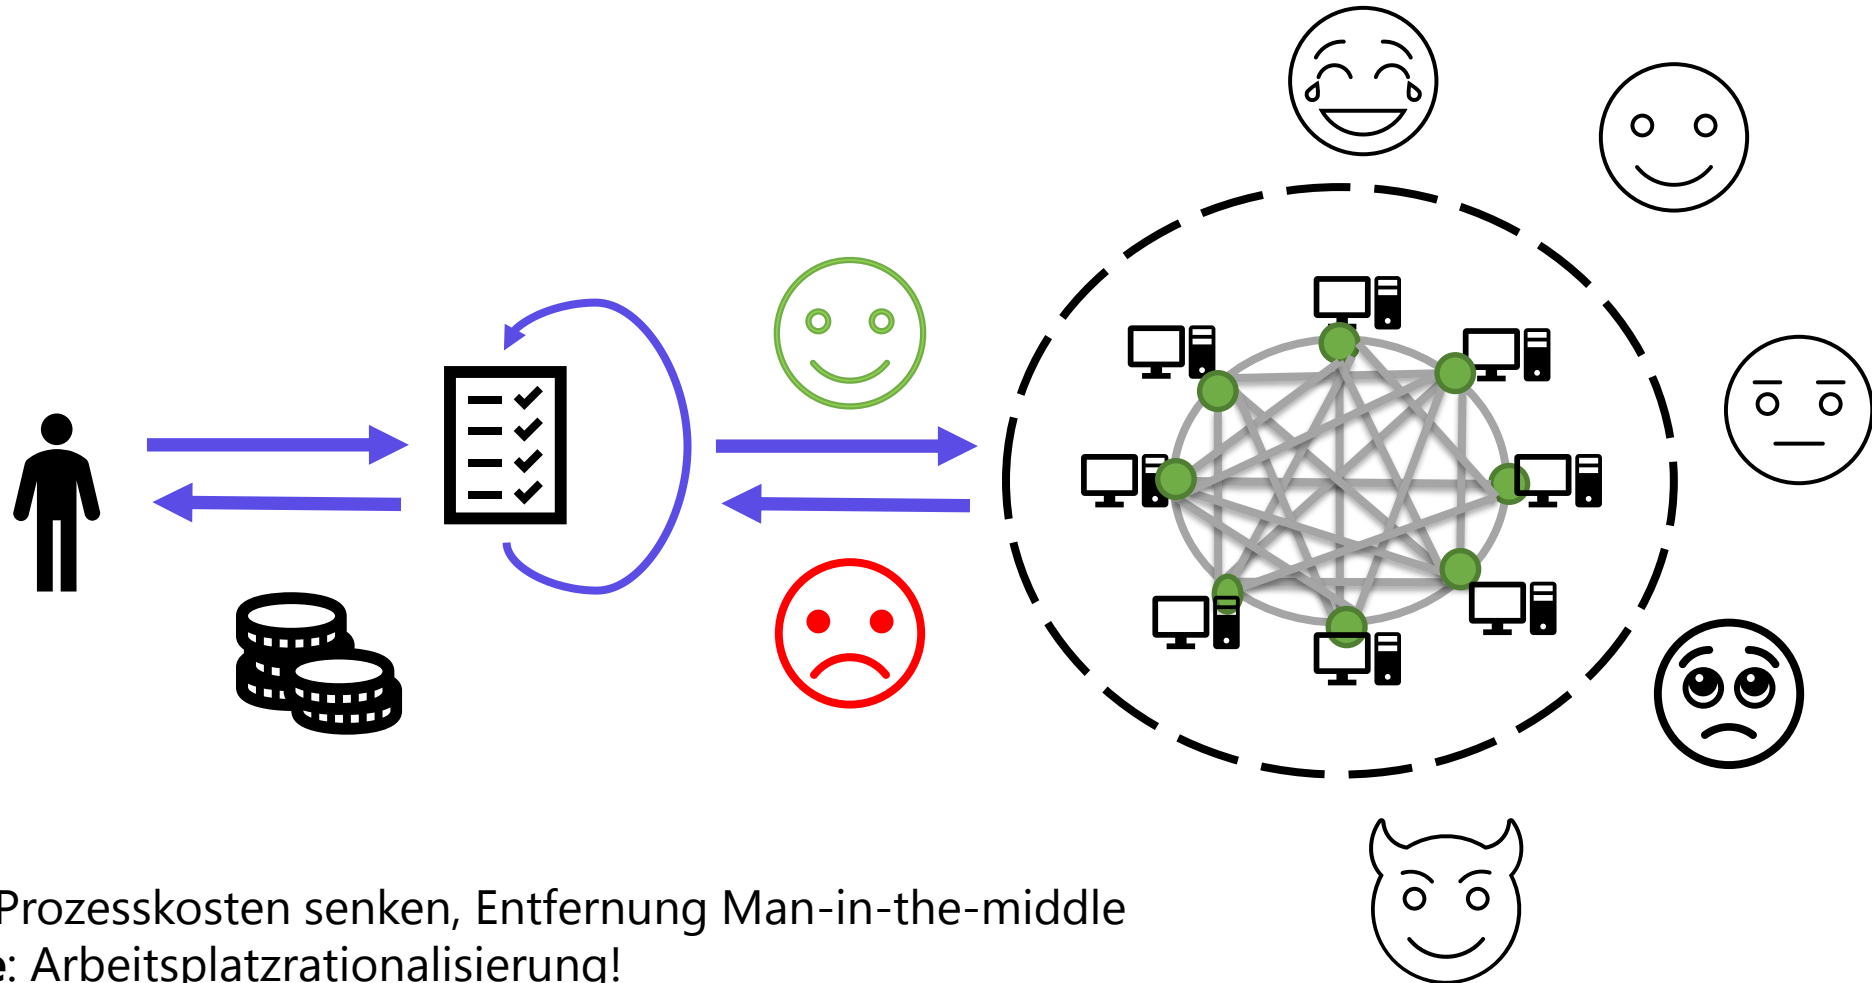 Prozesskosten senken, Entfernung Man-in-the-middle
e: Arbeitsplatzrationalisierung!